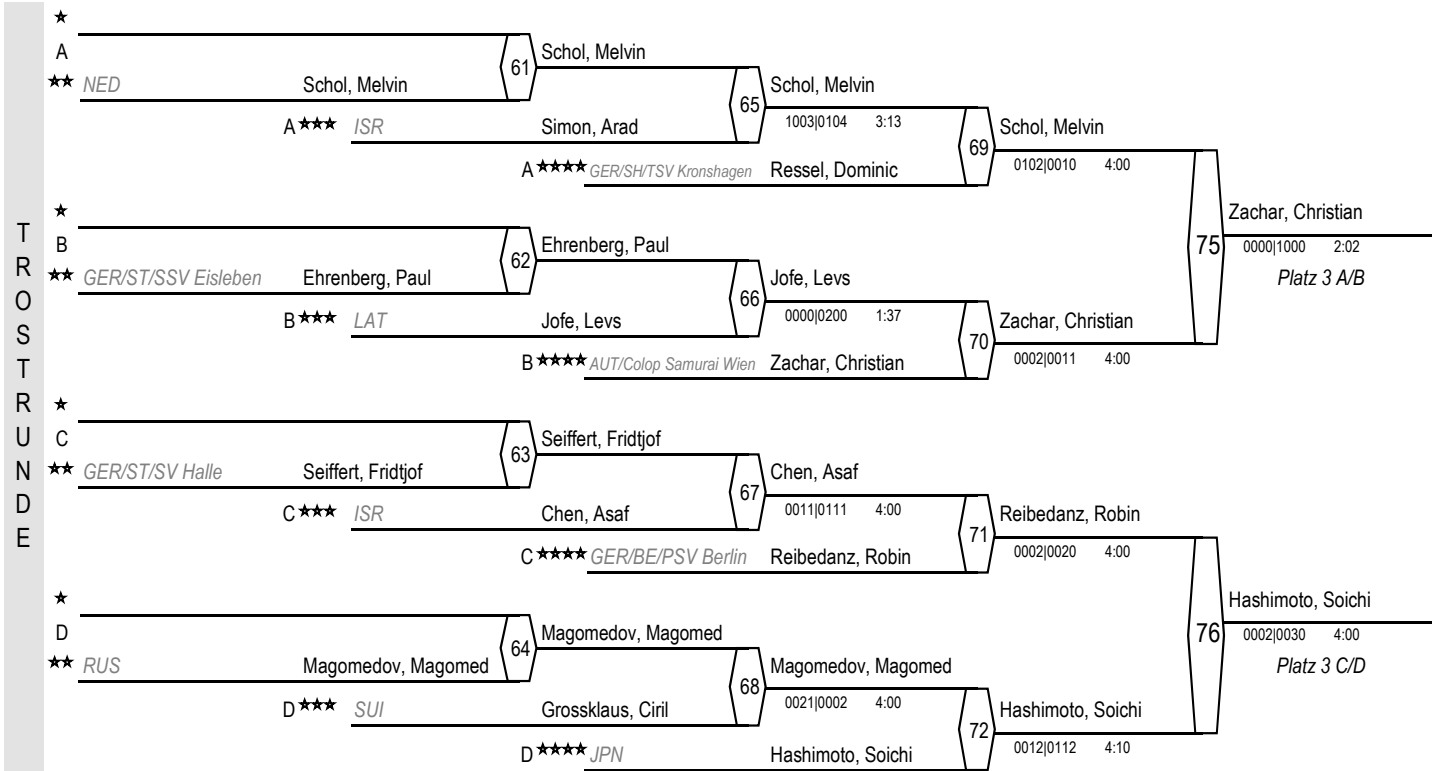 TROSTRUNDE
A
61 Schol, Melvin
NED Schol, Melvin
65 Schol, Melvin
1003|0104 3:13
A ISR Simon, Arad
69 Schol, Melvin
0102|0010 4:00
A GER/SH/TSV Kronshagen Ressel, Dominic
75 Zachar, Christian
0000|1000 2:02
Platz 3 A/B
B
62 Ehrenberg, Paul
GER/ST/SSV Eisleben Ehrenberg, Paul
66 Jofe, Levs
0000|0200 1:37
B LAT Jofe, Levs
70 Zachar, Christian
0002|0011 4:00
B AUT/Colop Samurai Wien Zachar, Christian
C
63 Seiffert, Fridtjof
GER/ST/SV Halle Seiffert, Fridtjof
67 Chen, Asaf
0011|0111 4:00
C ISR Chen, Asaf
71 Reibedanz, Robin
0002|0020 4:00
C GER/BE/PSV Berlin Reibedanz, Robin
76 Hashimoto, Soichi
0002|0030 4:00
Platz 3 C/D
D
64 Magomedov, Magomed
RUS Magomedov, Magomed
68 Magomedov, Magomed
0021|0002 4:00
D SUI Grossklaus, Ciril
72 Hashimoto, Soichi
0012|0112 4:10
D JPN Hashimoto, Soichi